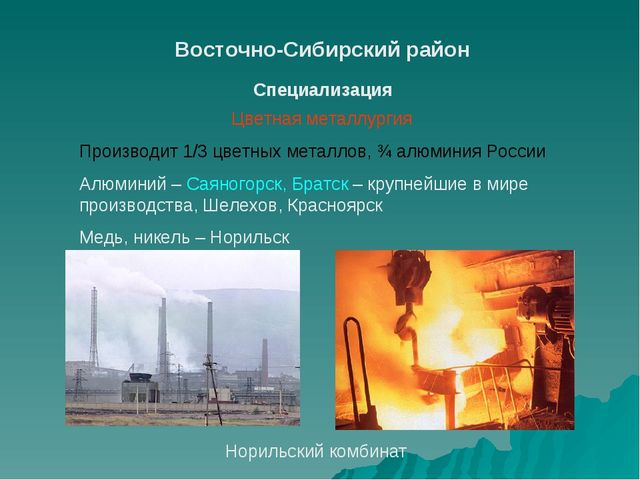 Восточно-Сибирский район
Специализация
Цветная металлургия
Производит 1/3 цветных металлов, ¾ алюминия России
Алюминий – Саяногорск, Братск – крупнейшие в мире
производства, Шелехов, Красноярск
Медь, никель – Норильск
Норильский комбинат